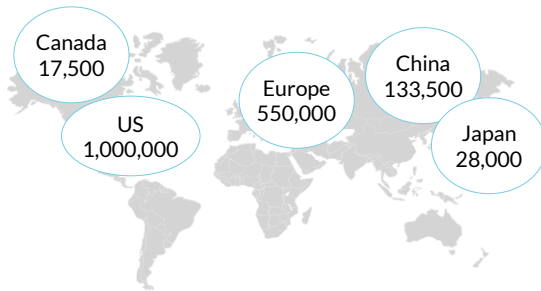 Canada
17,500
US
1,000,000
Europe
550,000
China
133,500
Japan
28,000